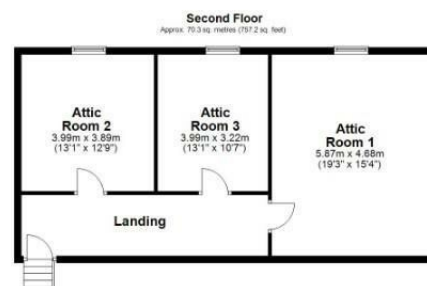 Second Floor
Approx. 70.3 sq. metres (757.2 sq. feet)
Attic
Room 2
3.99m x 3.89m
(13'1" x 12'9")
Attic
Room 3
3.99m x 3.22m
(13'1" x 10'7")
Attic
Room 1
5.87m x 4.68m
(19'3" x 15'4")
Landing